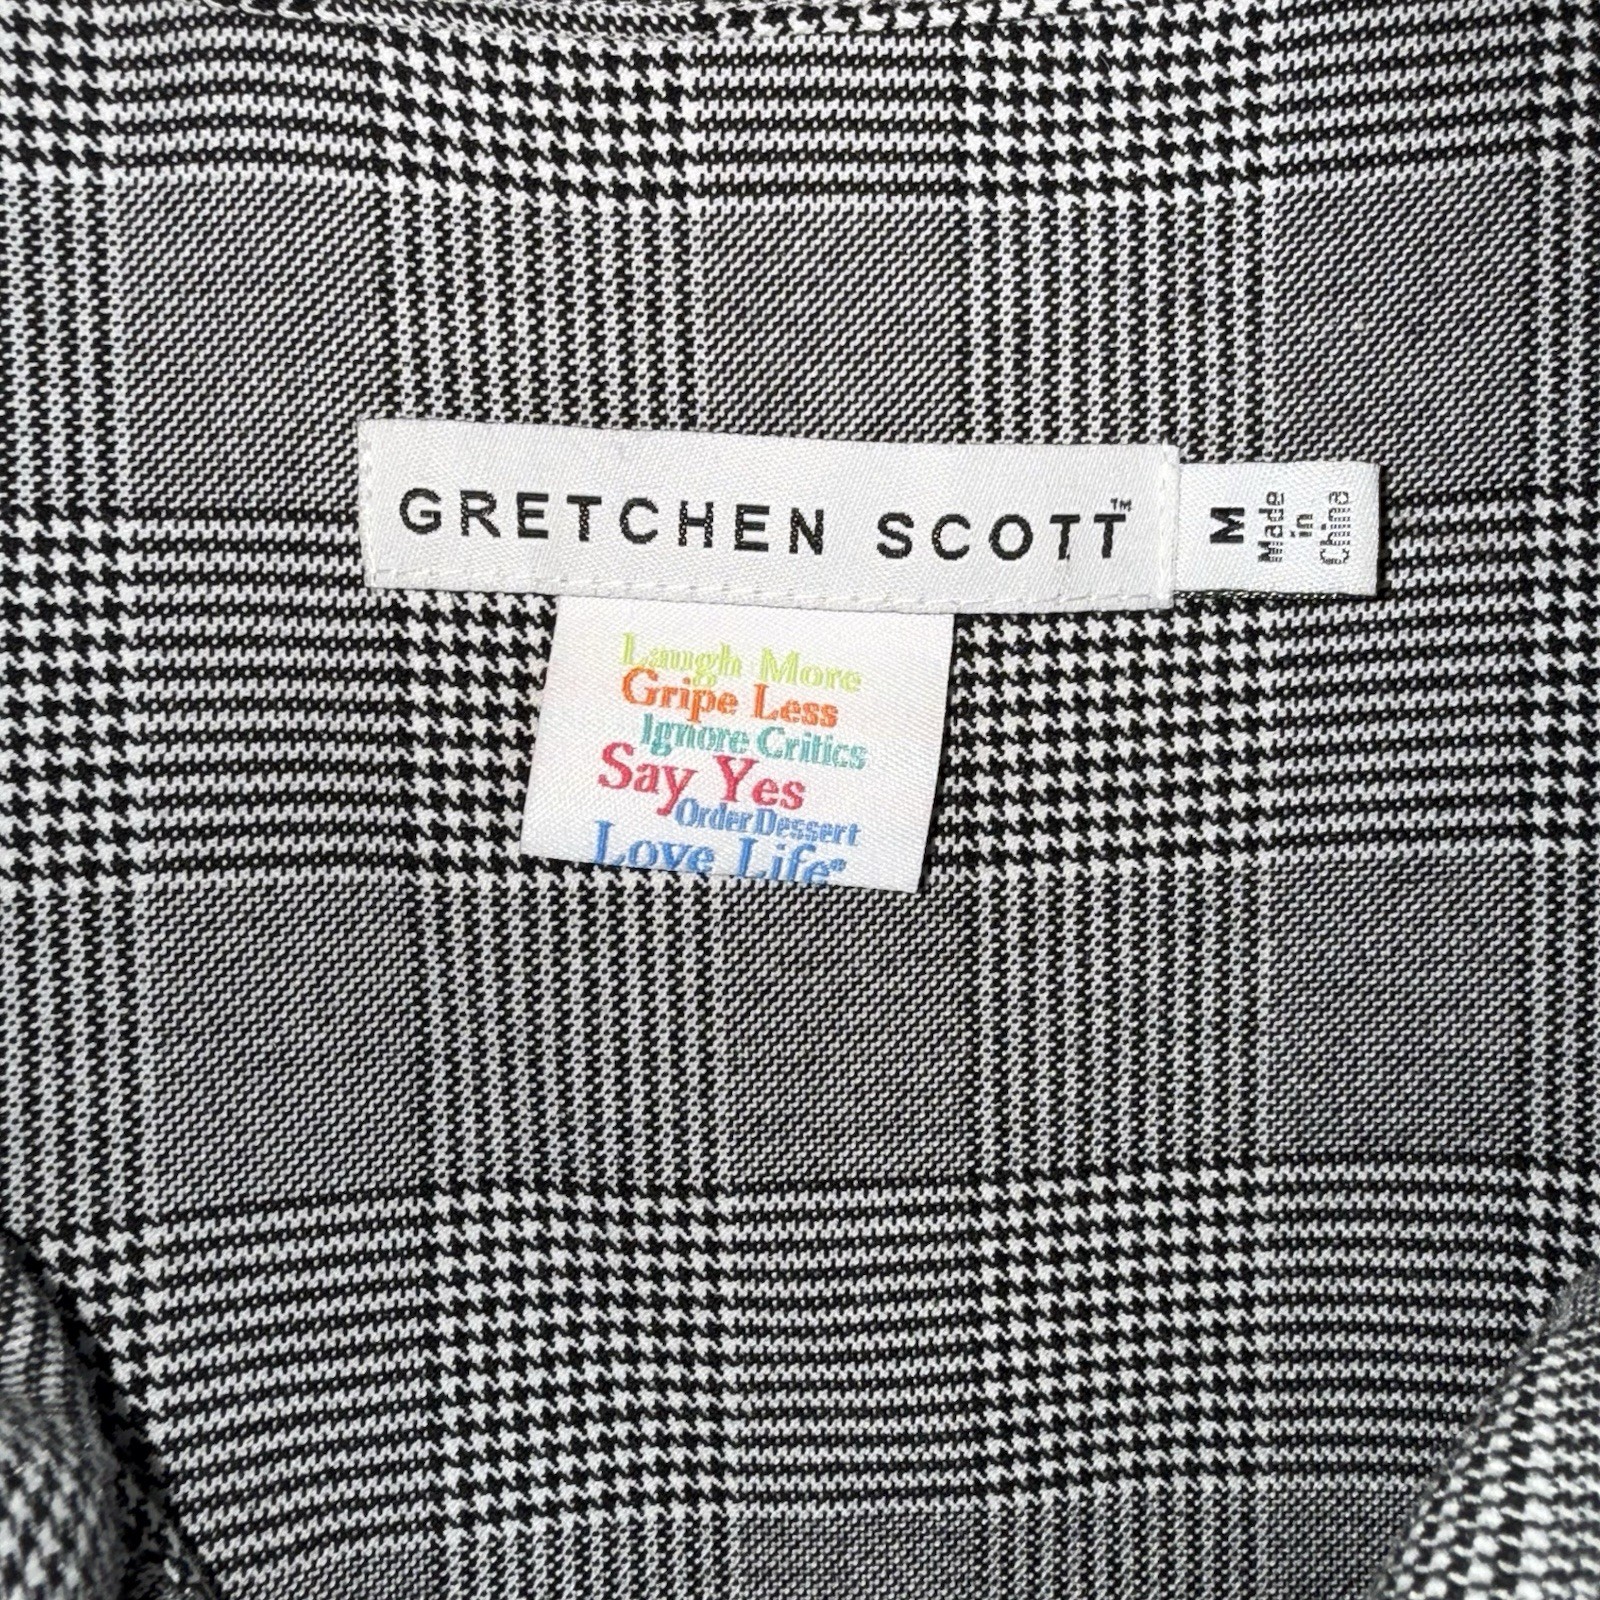 GRETCHEN SCOTT™
M
Made
in
China
Laugh More
Gripe Less
Ignore Critics
Say Yes
Order Dessert
Love Life®